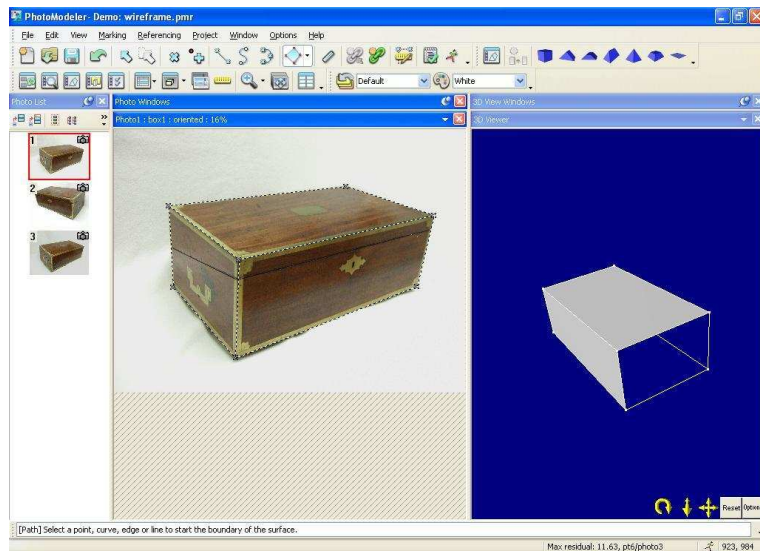 PhotoModeler- Demo: wireframe.pmr
File Edit View Marking Referencing Project Window Options Help
Default White
Photo List
Photo Windows
3D View Windows
Photo1 : box1 : oriented : 16%
3D Viewer
1
2
3
Reset Option
[Path] Select a point, curve, edge or line to start the boundary of the surface.
Max residual: 11.63, pt6/photo3 923, 984